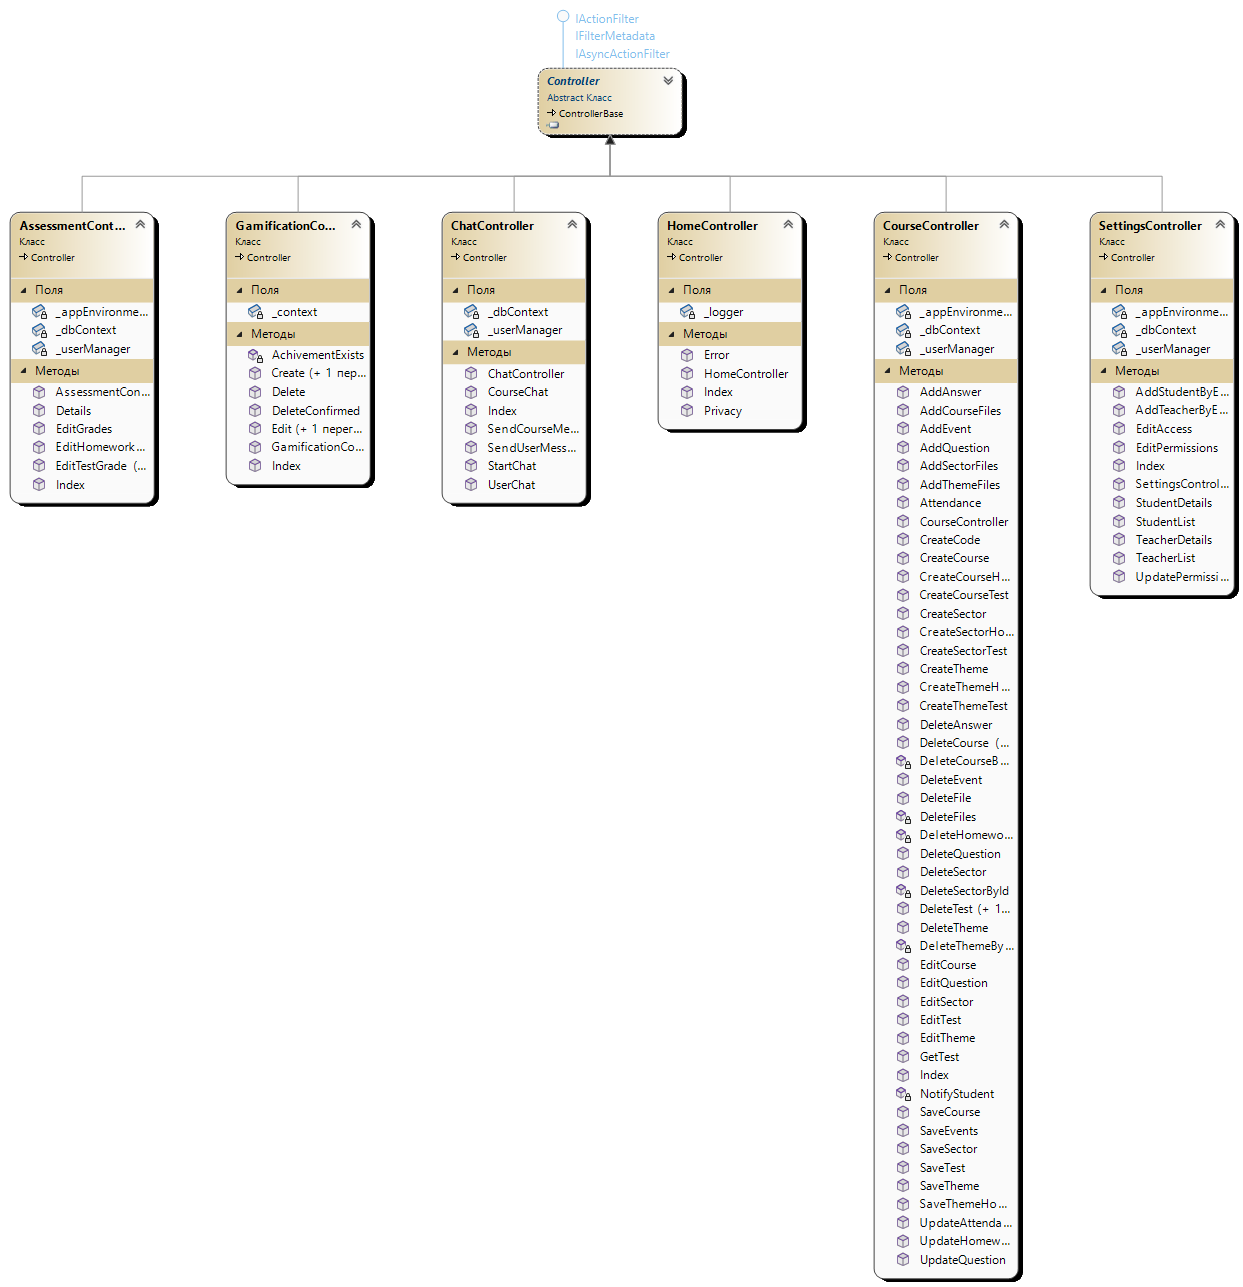 IActionFilter
IFilterMetadata
IAsyncActionFilter
Controller
Abstract Класс
ControllerBase
AssessmentCont...
Класс
Controller
Поля
_appEnvironme...
_dbContext
_userManager
Методы
AssessmentCon...
Details
EditGrades
EditHomework...
EditTestGrade (...
Index
GamificationCo...
Класс
Controller
Поля
_context
Методы
AchivementExists
Create (+ 1 пер...
Delete
DeleteConfirmed
Edit (+ 1 перег...
GamificationCo...
Index
ChatController
Класс
Controller
Поля
_dbContext
_userManager
Методы
ChatController
CourseChat
Index
SendCourseMe...
SendUserMess...
StartChat
UserChat
HomeController
Класс
Controller
Поля
_logger
Методы
Error
HomeController
Index
Privacy
CourseController
Класс
Controller
Поля
_appEnvironme...
_dbContext
_userManager
Методы
AddAnswer
AddCourseFiles
AddEvent
AddQuestion
AddSectorFiles
AddThemeFiles
Attendance
CourseController
CreateCode
CreateCourse
CreateCourseH...
CreateCourseTest
CreateSector
CreateSectorHo...
CreateSectorTest
CreateTheme
CreateThemeH...
CreateThemeTest
DeleteAnswer
DeleteCourse (...
DeleteCourseB...
DeleteEvent
DeleteFile
DeleteFiles
DeleteHomewo...
DeleteQuestion
DeleteSector
DeleteSectorById
DeleteTest (+ 1...
DeleteTheme
DeleteThemeBy...
EditCourse
EditQuestion
EditSector
EditTest
EditTheme
GetTest
Index
NotifyStudent
SaveCourse
SaveEvents
SaveSector
SaveTest
SaveTheme
SaveThemeHo...
UpdateAttenda...
UpdateHomew...
UpdateQuestion
SettingsController
Класс
Controller
Поля
_appEnvironme...
_dbContext
_userManager
Методы
AddStudentByE...
AddTeacherByE...
EditAccess
EditPermissions
Index
SettingsControl...
StudentDetails
StudentList
TeacherDetails
TeacherList
UpdatePermissi...